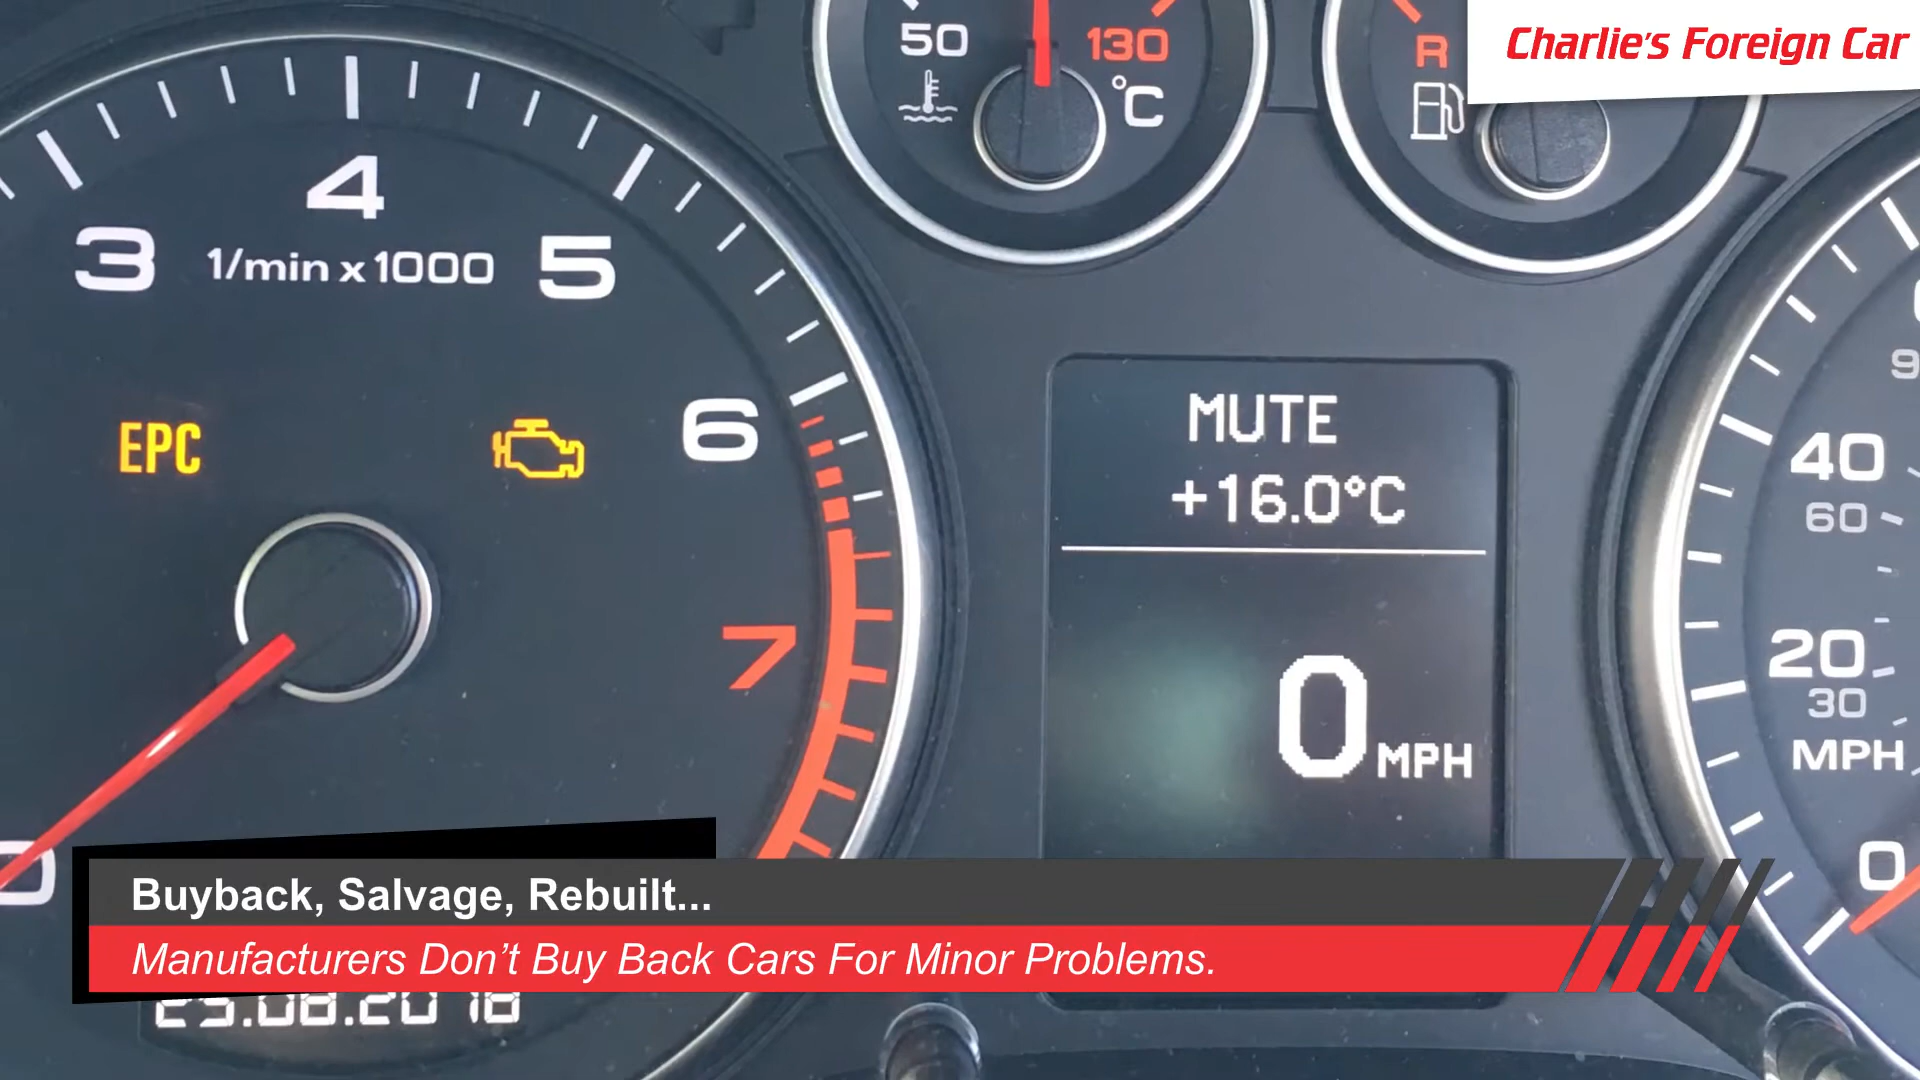 50
130
°C
R
Charlie's Foreign Car
3
4
5
1/min x 1000
EPC
6
7
0
MUTE
+16.0°C
0 MPH
40
60
20
30
MPH
0
Buyback, Salvage, Rebuilt...
Manufacturers Don't Buy Back Cars For Minor Problems.